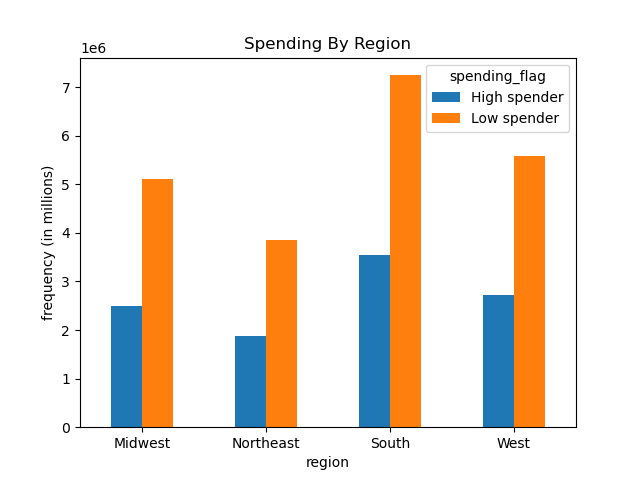 Spending By Region
1e6
spending_flag
High spender
Low spender
7
6
5
4
3
2
1
0
frequency (in millions)
Midwest Northeast South West
region